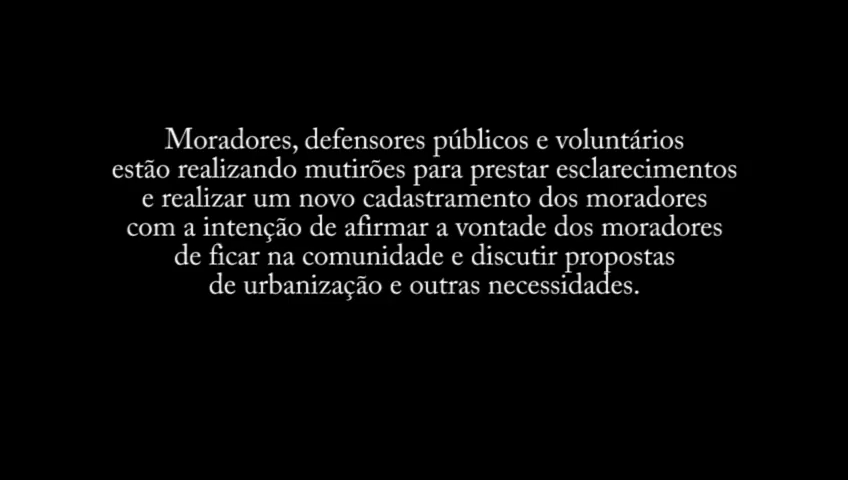 Moradores, defensores públicos e voluntários
estão realizando mutirões para prestar esclarecimentos
e realizar um novo cadastramento dos moradores
com a intenção de afirmar a vontade dos moradores
de ficar na comunidade e discutir propostas
de urbanização e outras necessidades.